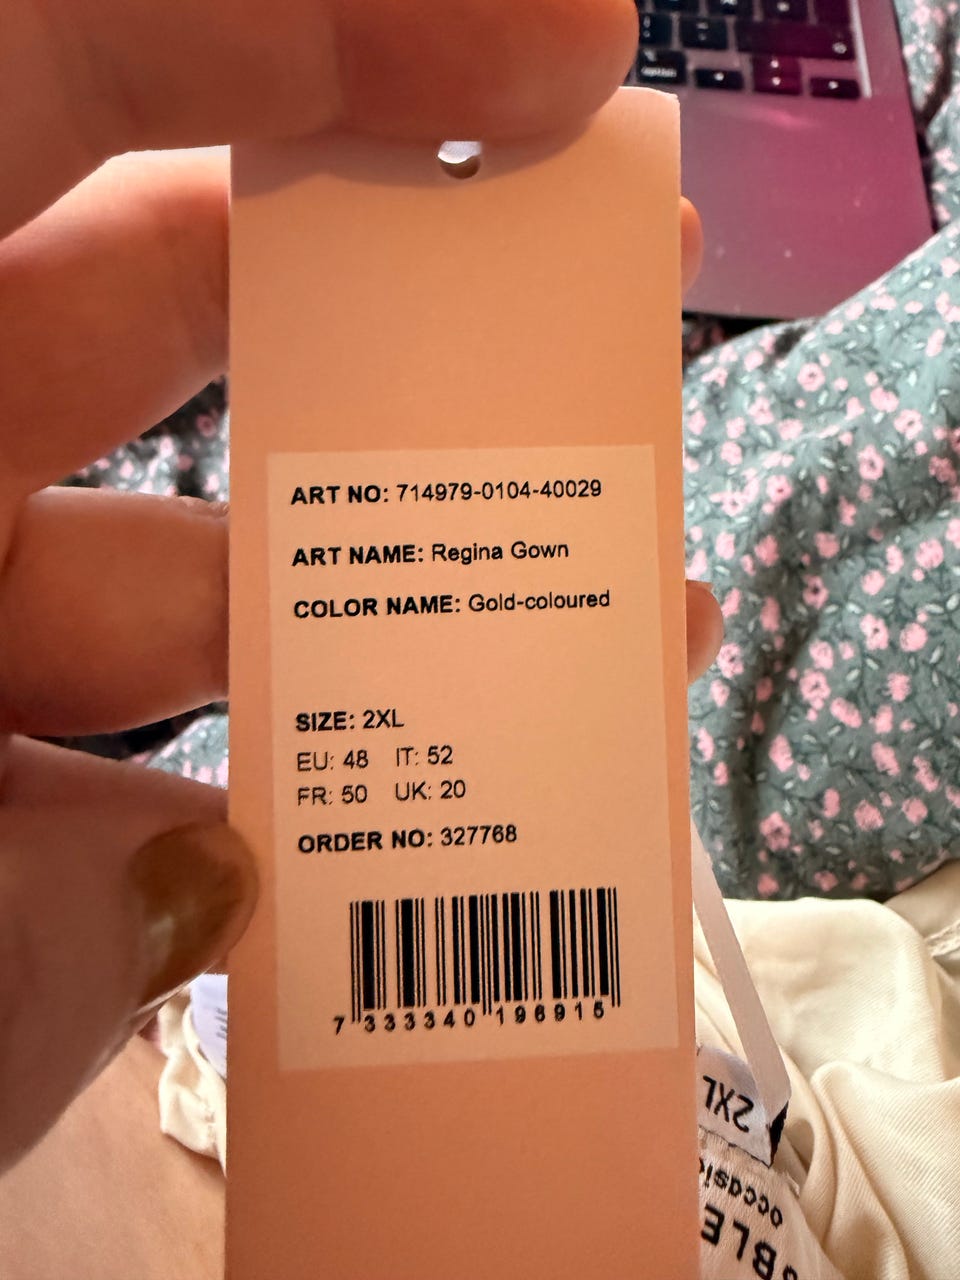 option
ART NO: 714979-0104-40029
ART NAME: Regina Gown
COLOR NAME: Gold-coloured
SIZE: 2XL
EU: 48 IT: 52
FR: 50 UK: 20
ORDER NO: 327768
7 333340 196915
2XL